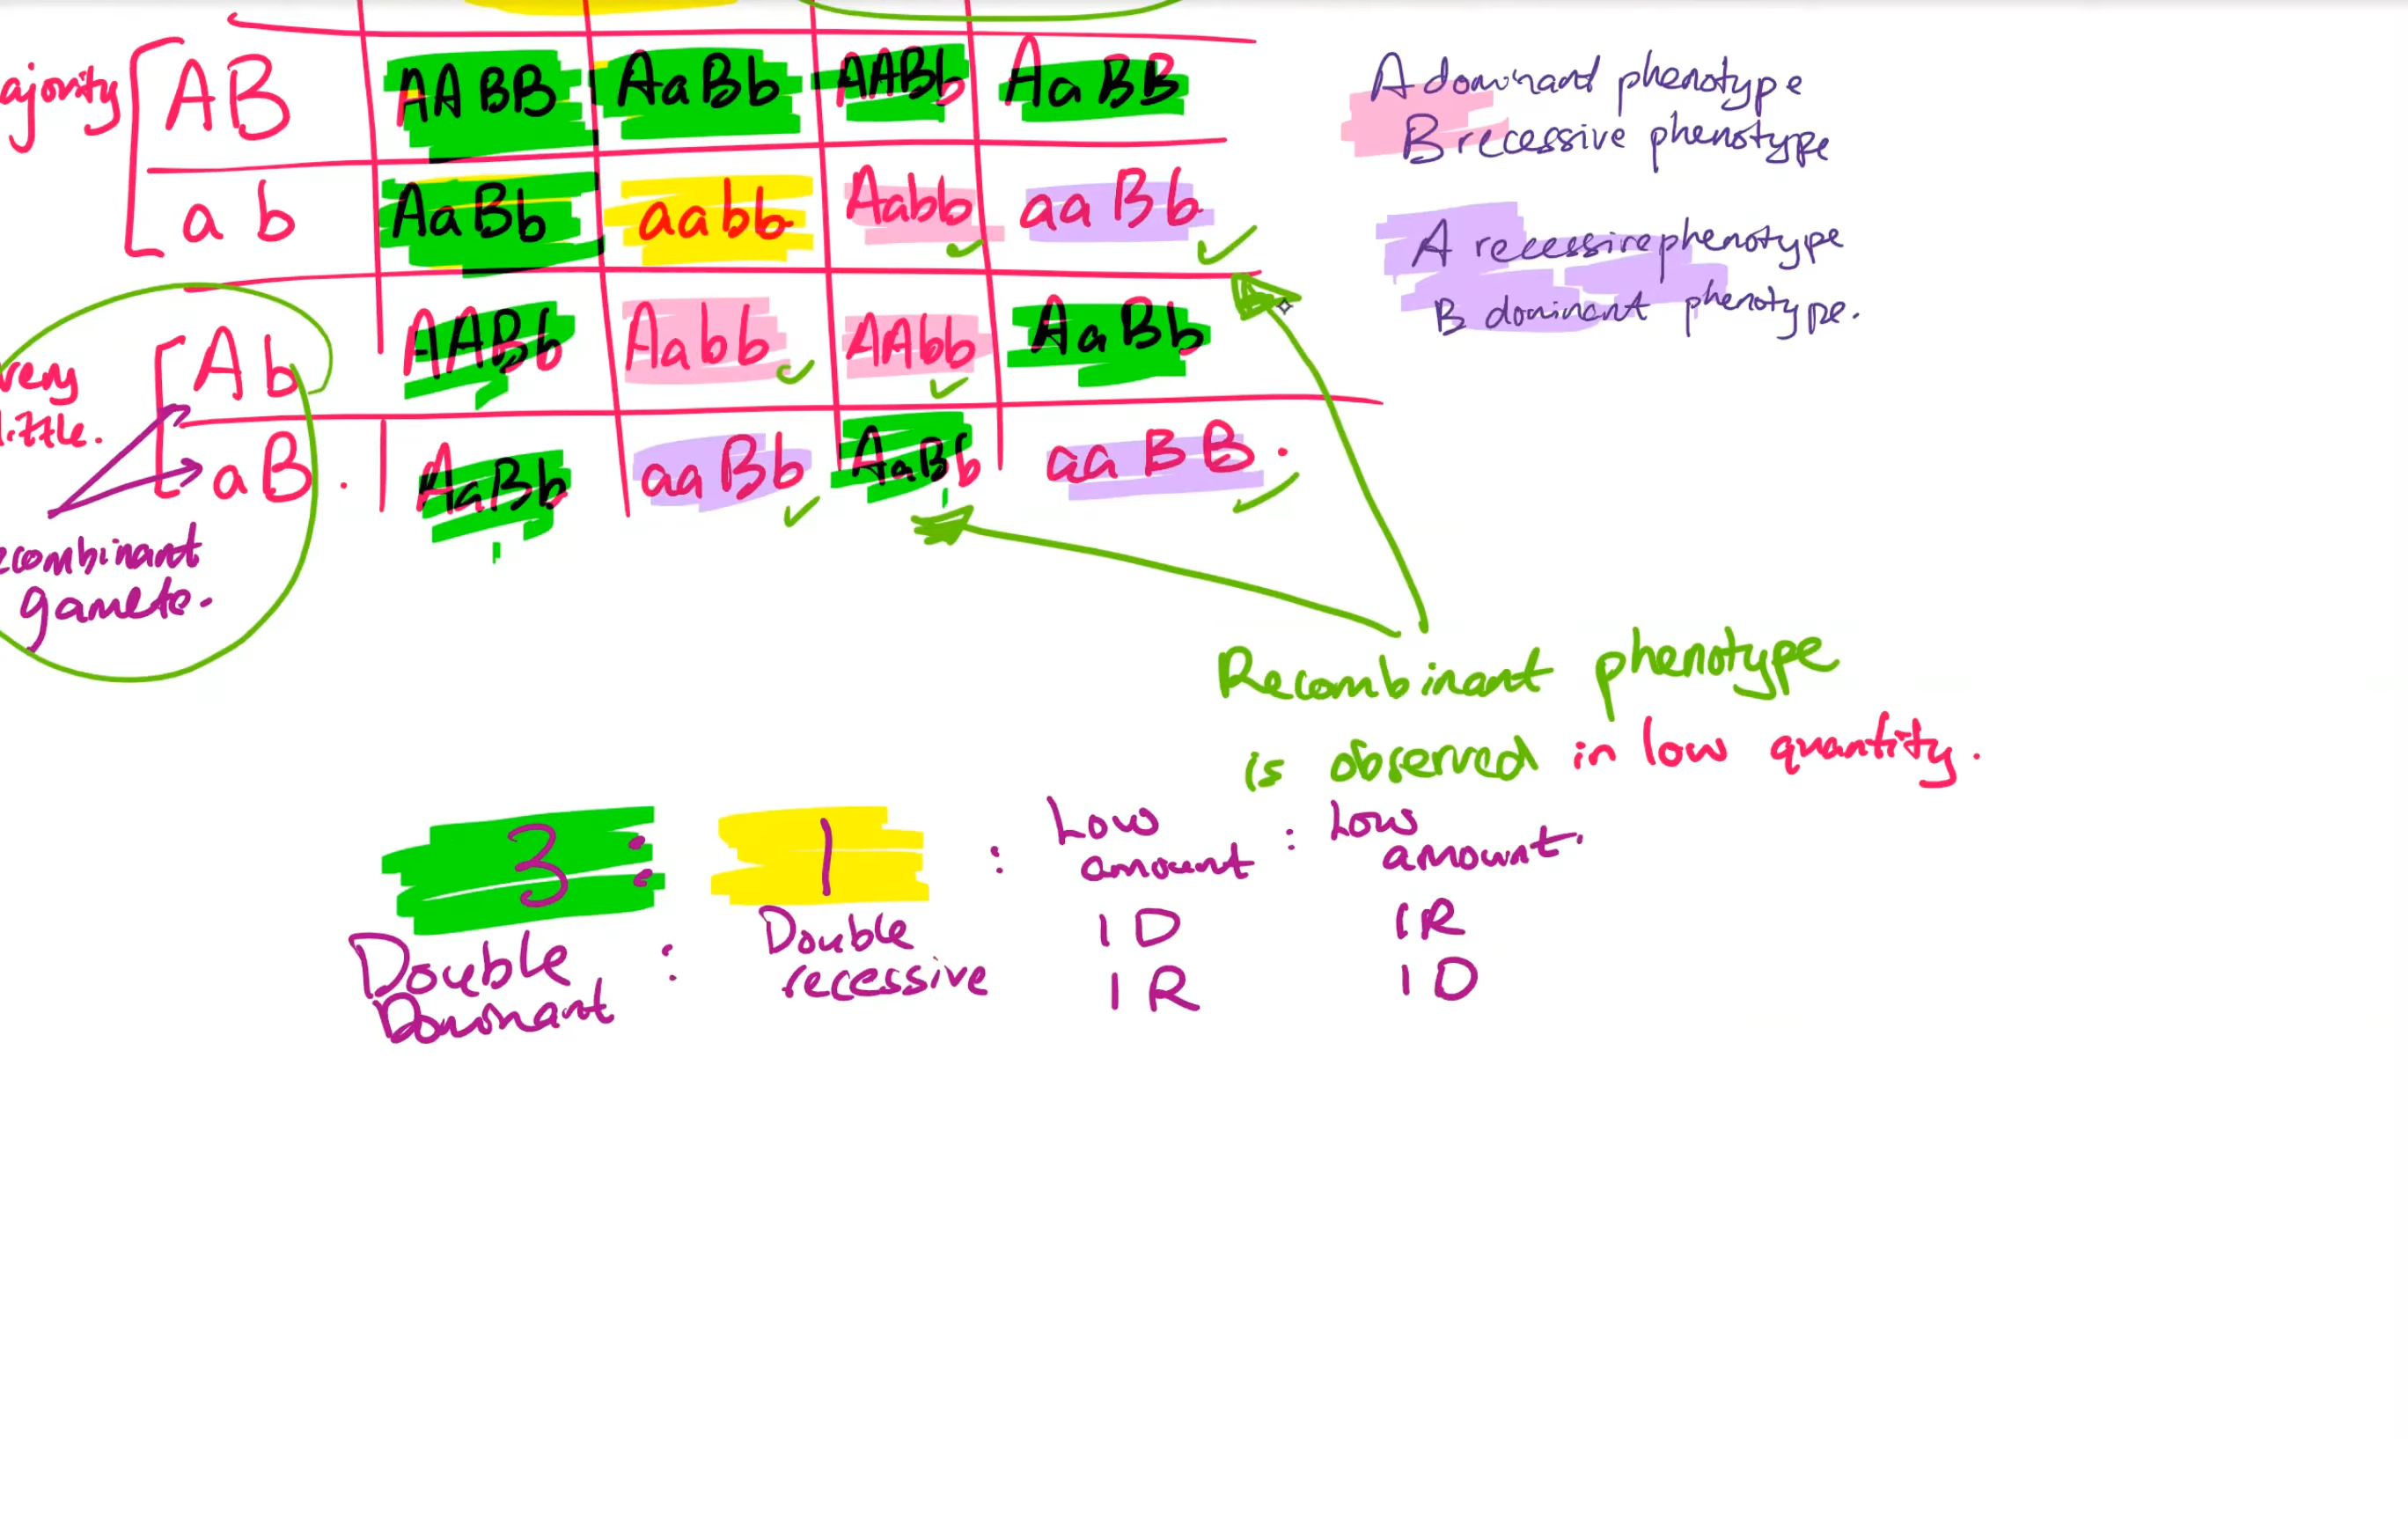 ajority
AB AABB AaBb AABb AaBB
ab AaBb aabb Aabb aaBb
very little.
Ab AABb Aabb AAbb AaBb
aB. AaBb aaBb AaBb aaBB.
ecombinant
gamete.
A dominant phenotype
B recessive phenotype
A recessive phenotype
B dominant phenotype.
Recombinant phenotype
is observed in low quantity.
3 : 1 : Low amount : Low amount.
Double Dominant : Double recessive 1D 1R 1R 1D